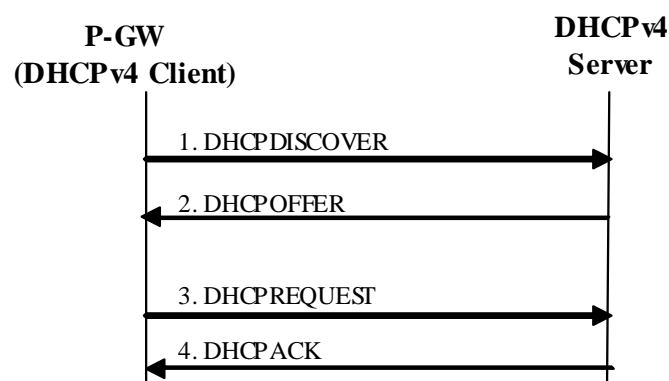 P-GW
(DHCPv4 Client)
DHCPv4
Server
1. DHCPDISCOVER
2. DHCPOFFER
3. DHCPREQUEST
4. DHCPACK